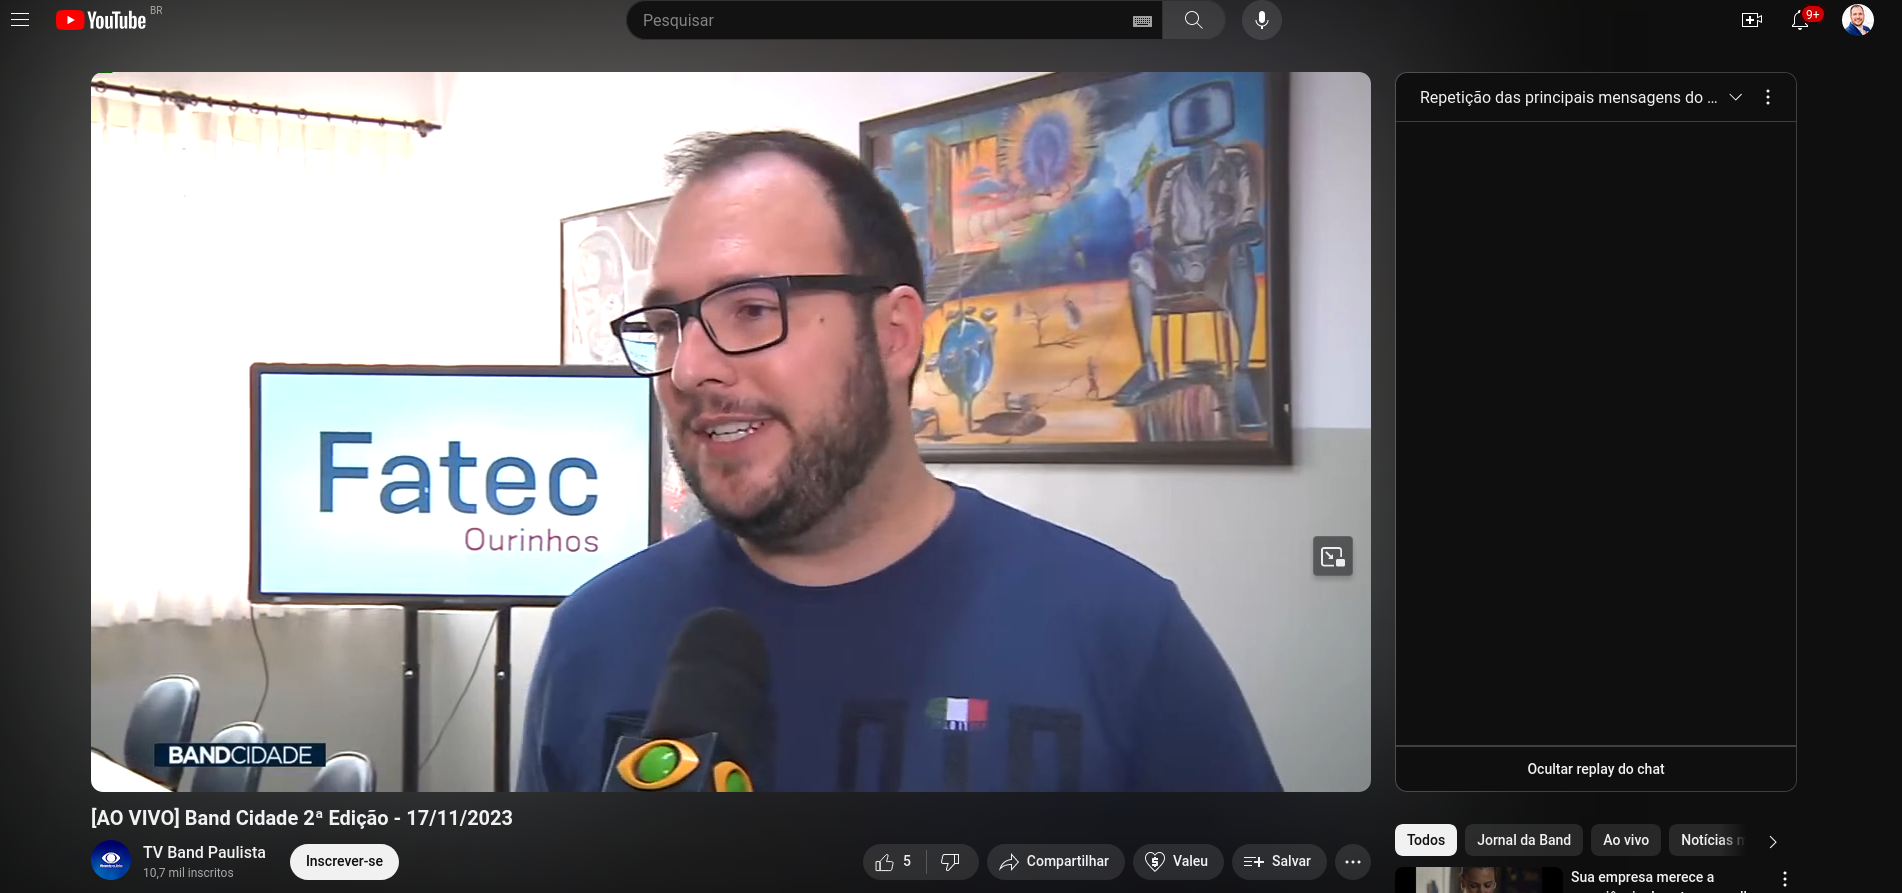 YouTube BR
Pesquisar
9+
Repetição das principais mensagens do ...
Fatec
Ourinhos
BANDCIDADE
Ocultar replay do chat
[AO VIVO] Band Cidade 2ª Edição - 17/11/2023
TV Band Paulista
10,7 mil inscritos
Inscrever-se
5
Compartilhar
Valeu
Salvar
Todos
Jornal da Band
Ao vivo
Notícias
Sua empresa merece a